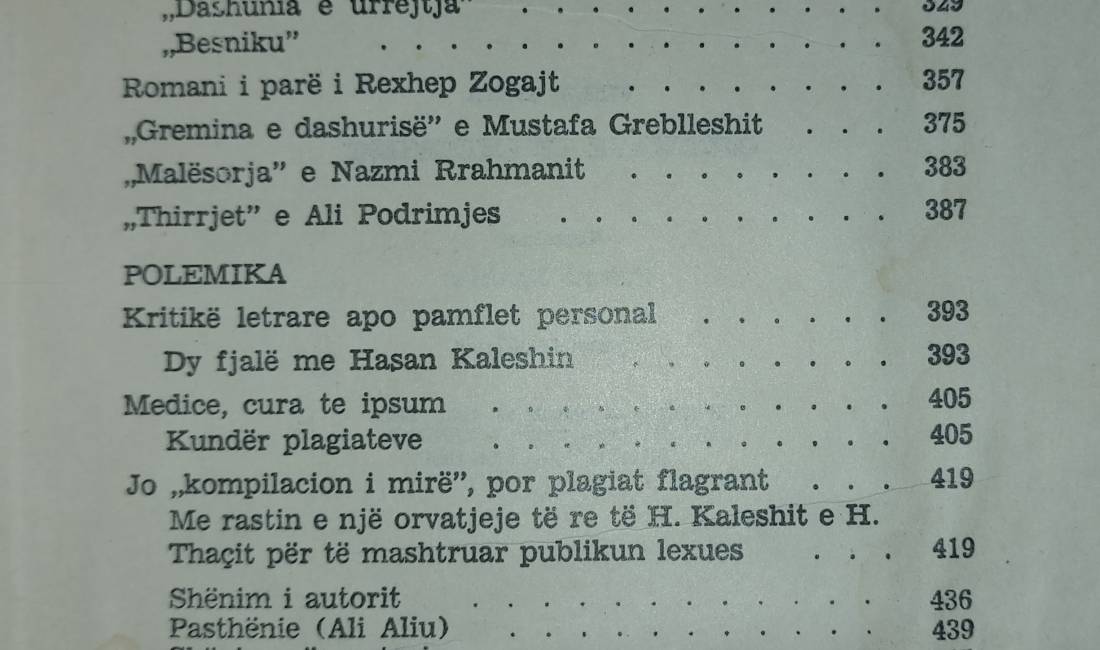 „Dashunia e urrejtja” . . . . . . . . . . . 329
„Besniku” . . . . . . . . . . . . . . . 342
Romani i parë i Rexhep Zogajt . . . . . . . . 357
„Gremina e dashurisë” e Mustafa Greblleshit . . . 375
„Malësorja” e Nazmi Rrahmanit . . . . . . . . 383
„Thirrjet” e Ali Podrimjes . . . . . . . . . . 387
POLEMIKA
Kritikë letrare apo pamflet personal . . . . . . 393
Dy fjalë me Hasan Kaleshin . . . . . . . . 393
Medice, cura te ipsum . . . . . . . . . . . . 405
Kundër plagiateve . . . . . . . . . . . . 405
Jo „kompilacion i mirë”, por plagiat flagrant . . . 419
Me rastin e një orvatjeje të re të H. Kaleshit e H.
Thaçit për të mashtruar publikun lexues . . . 419
Shënim i autorit . . . . . . . . . . . . 436
Pasthënie (Ali Aliu) . . . . . . . . . . . 439